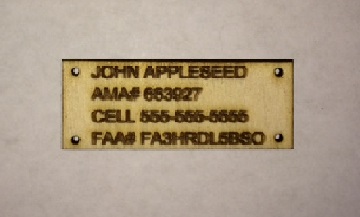 JOHN APPLESEED
AMA# 663927
CELL 555-555-5555
FAA# FA3HRDL5BSO